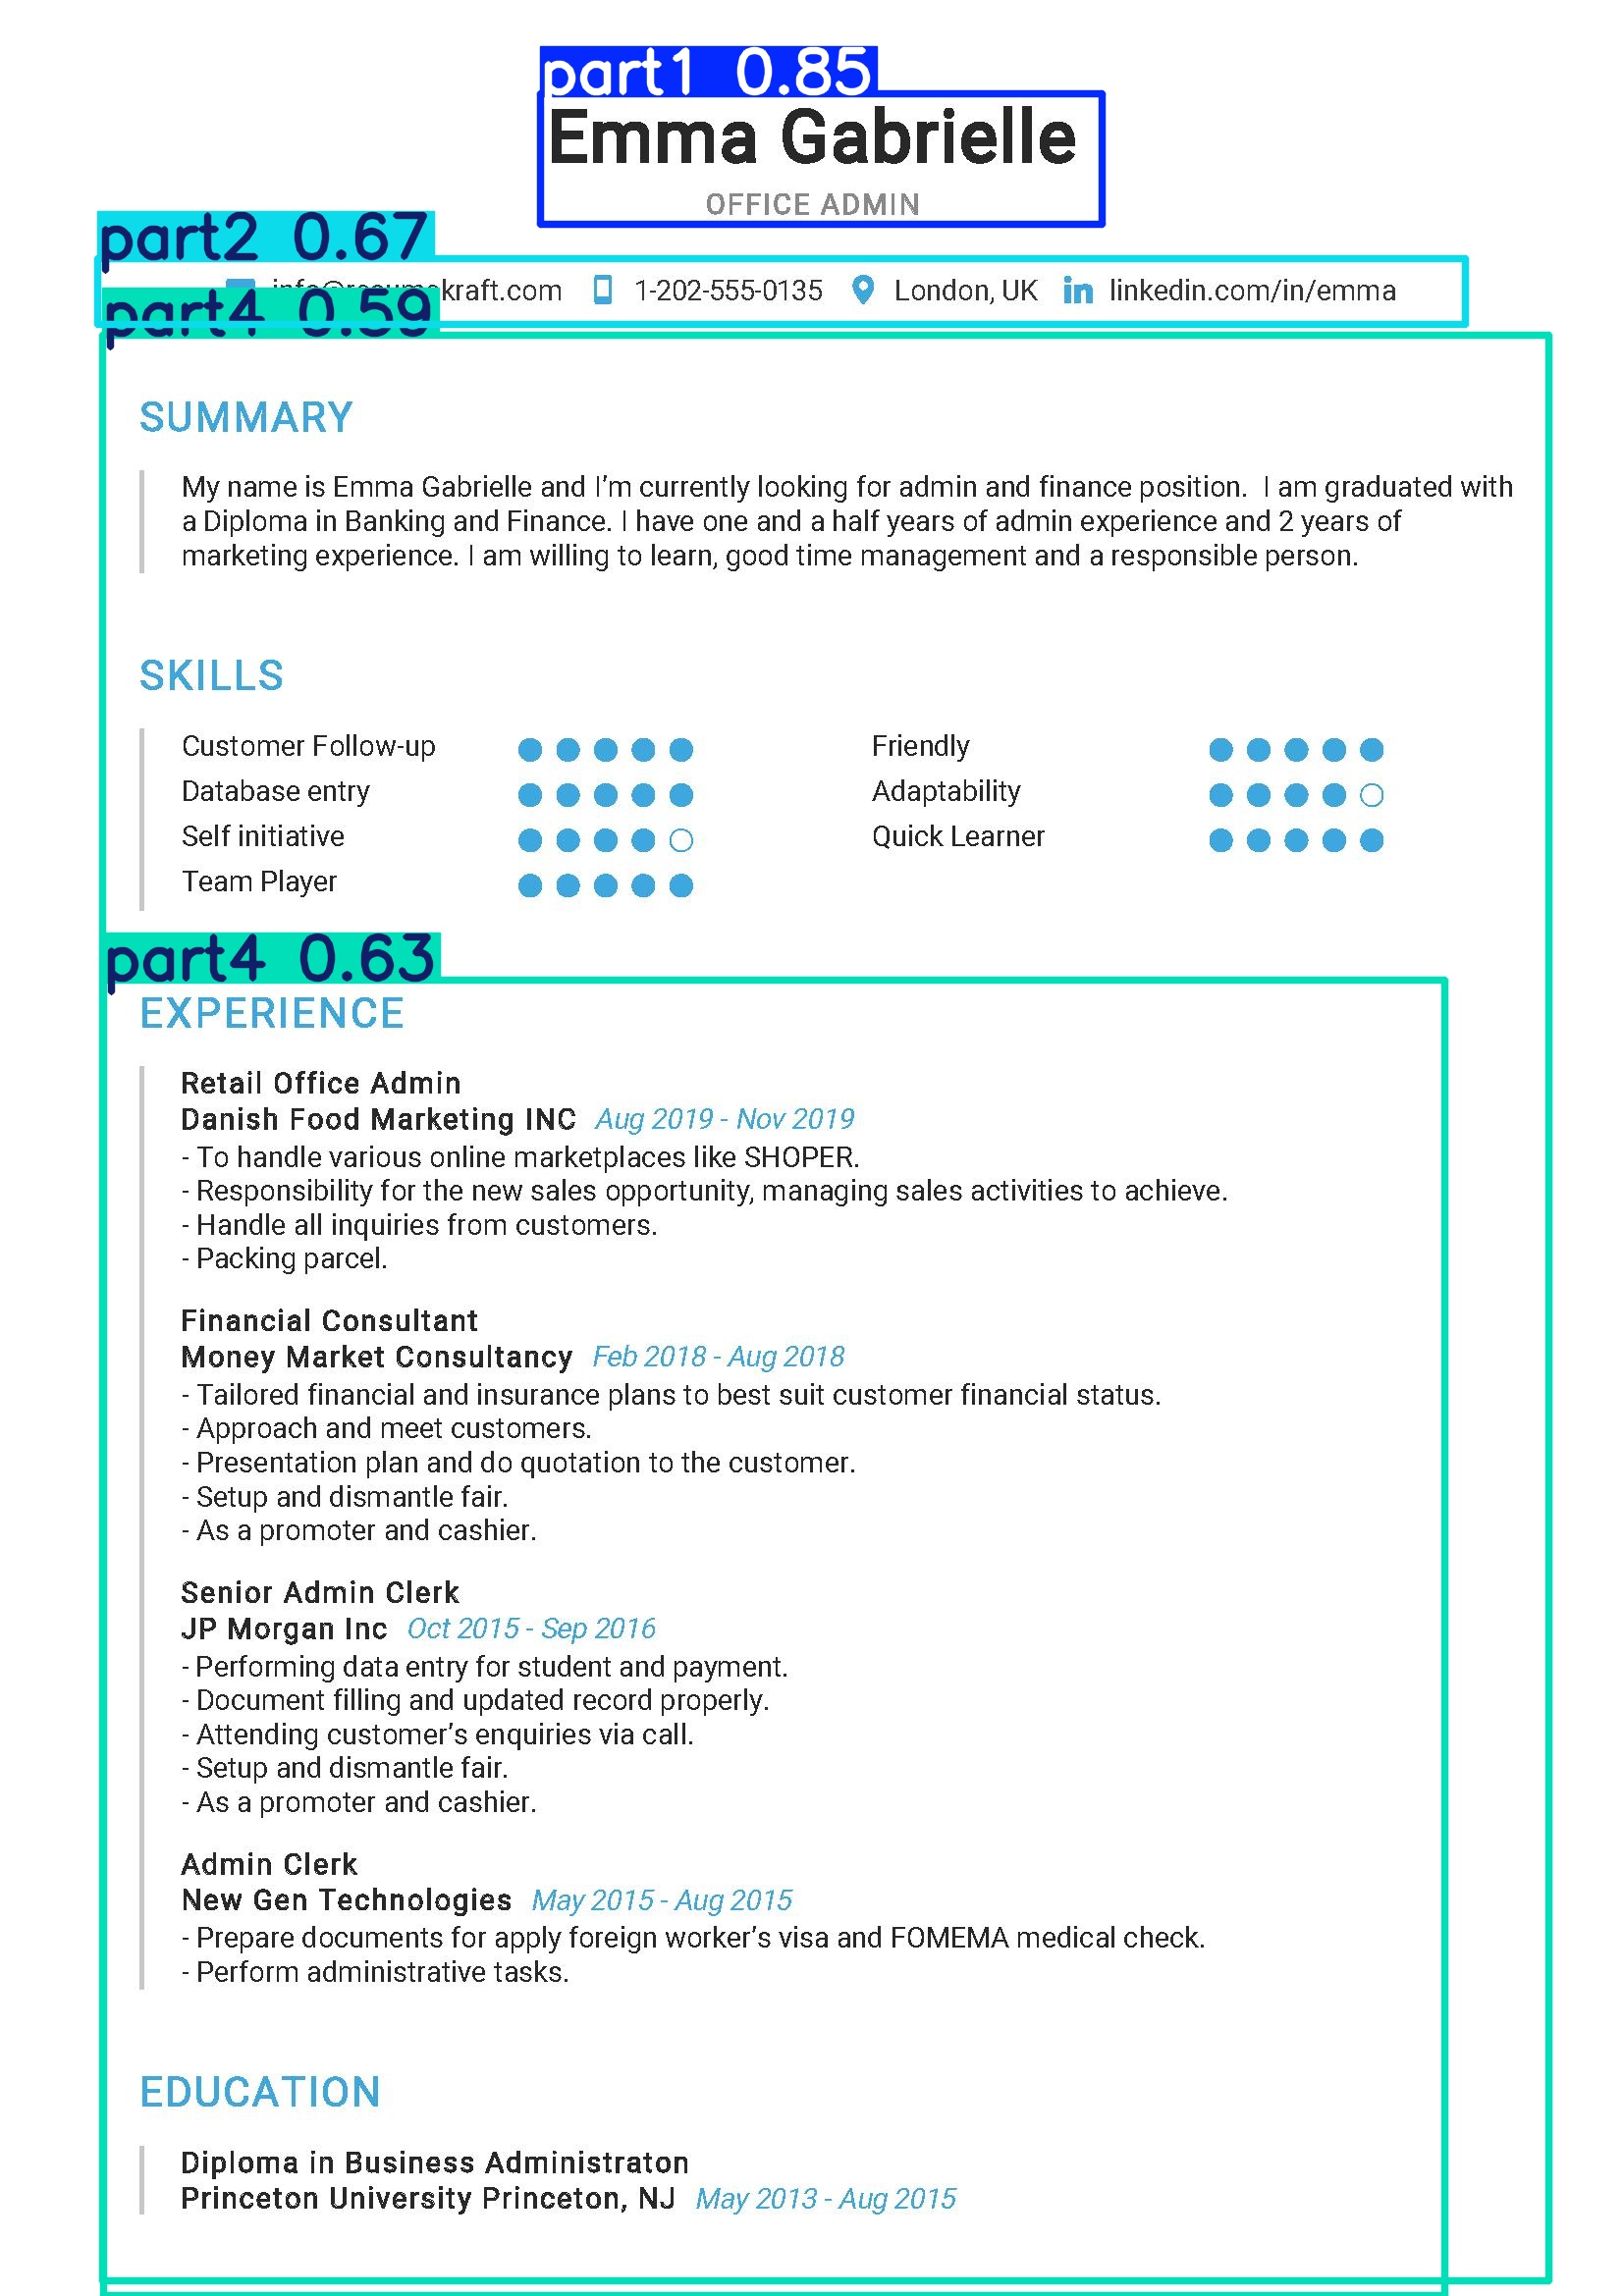 part1 0.85
Emma Gabrielle
OFFICE ADMIN
part2 0.67
kraft.com 1-202-555-0135 London, UK linkedin.com/in/emma
part4 0.59
SUMMARY
My name is Emma Gabrielle and I'm currently looking for admin and finance position. I am graduated with
a Diploma in Banking and Finance. I have one and a half years of admin experience and 2 years of
marketing experience. I am willing to learn, good time management and a responsible person.
SKILLS
Customer Follow-up Friendly
Database entry Adaptability
Self initiative Quick Learner
Team Player
part4 0.63
EXPERIENCE
Retail Office Admin
Danish Food Marketing INC Aug 2019 - Nov 2019
- To handle various online marketplaces like SHOPER.
- Responsibility for the new sales opportunity, managing sales activities to achieve.
- Handle all inquiries from customers.
- Packing parcel.
Financial Consultant
Money Market Consultancy Feb 2018 - Aug 2018
- Tailored financial and insurance plans to best suit customer financial status.
- Approach and meet customers.
- Presentation plan and do quotation to the customer.
- Setup and dismantle fair.
- As a promoter and cashier.
Senior Admin Clerk
JP Morgan Inc Oct 2015 - Sep 2016
- Performing data entry for student and payment.
- Document filling and updated record properly.
- Attending customer's enquiries via call.
- Setup and dismantle fair.
- As a promoter and cashier.
Admin Clerk
New Gen Technologies May 2015 - Aug 2015
- Prepare documents for apply foreign worker's visa and FOMEMA medical check.
- Perform administrative tasks.
EDUCATION
Diploma in Business Administraton
Princeton University Princeton, NJ May 2013 - Aug 2015